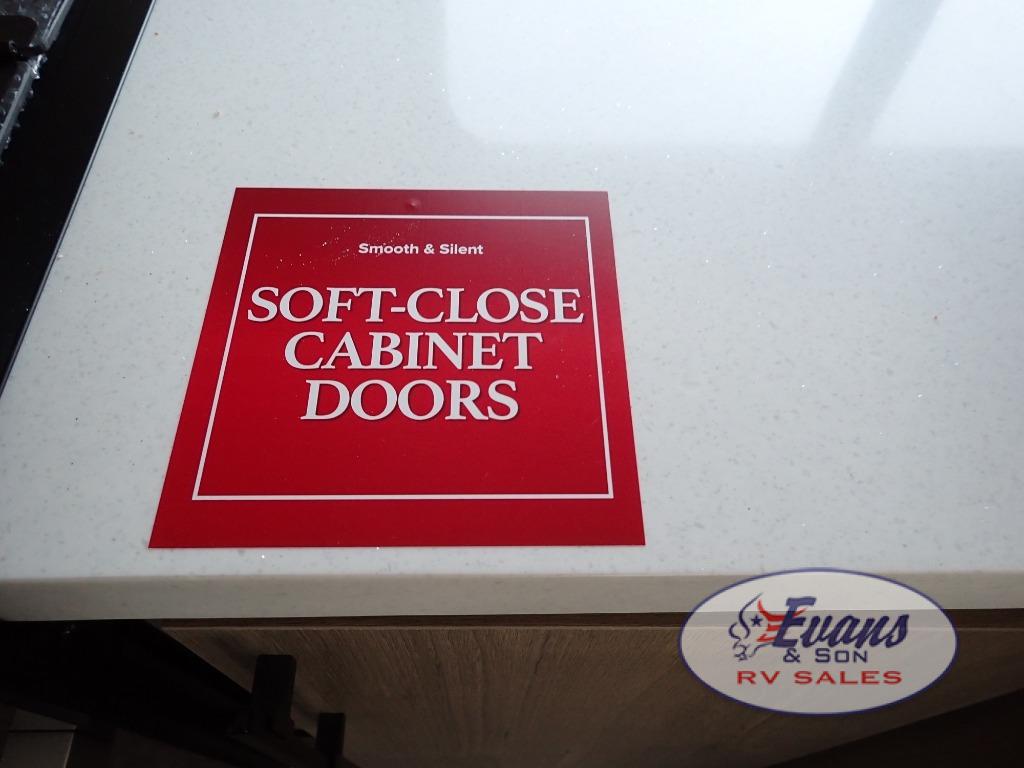 Smooth & Silent
SOFT-CLOSE
CABINET
DOORS
Evans
& SON
RV SALES